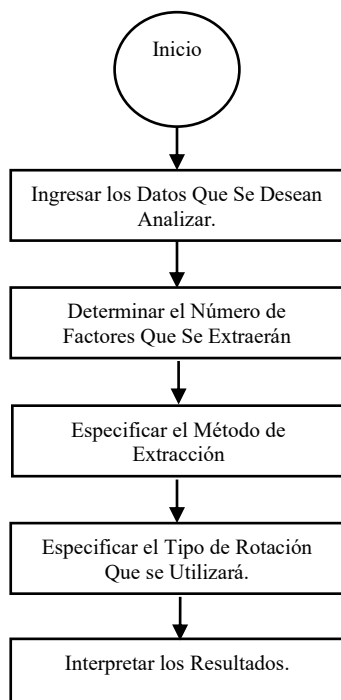 Inicio
Ingresar los Datos Que Se Desean
Analizar.
Determinar el Número de
Factores Que Se Extraerán
Especificar el Método de
Extracción
Especificar el Tipo de Rotación
Que se Utilizará.
Interpretar los Resultados.